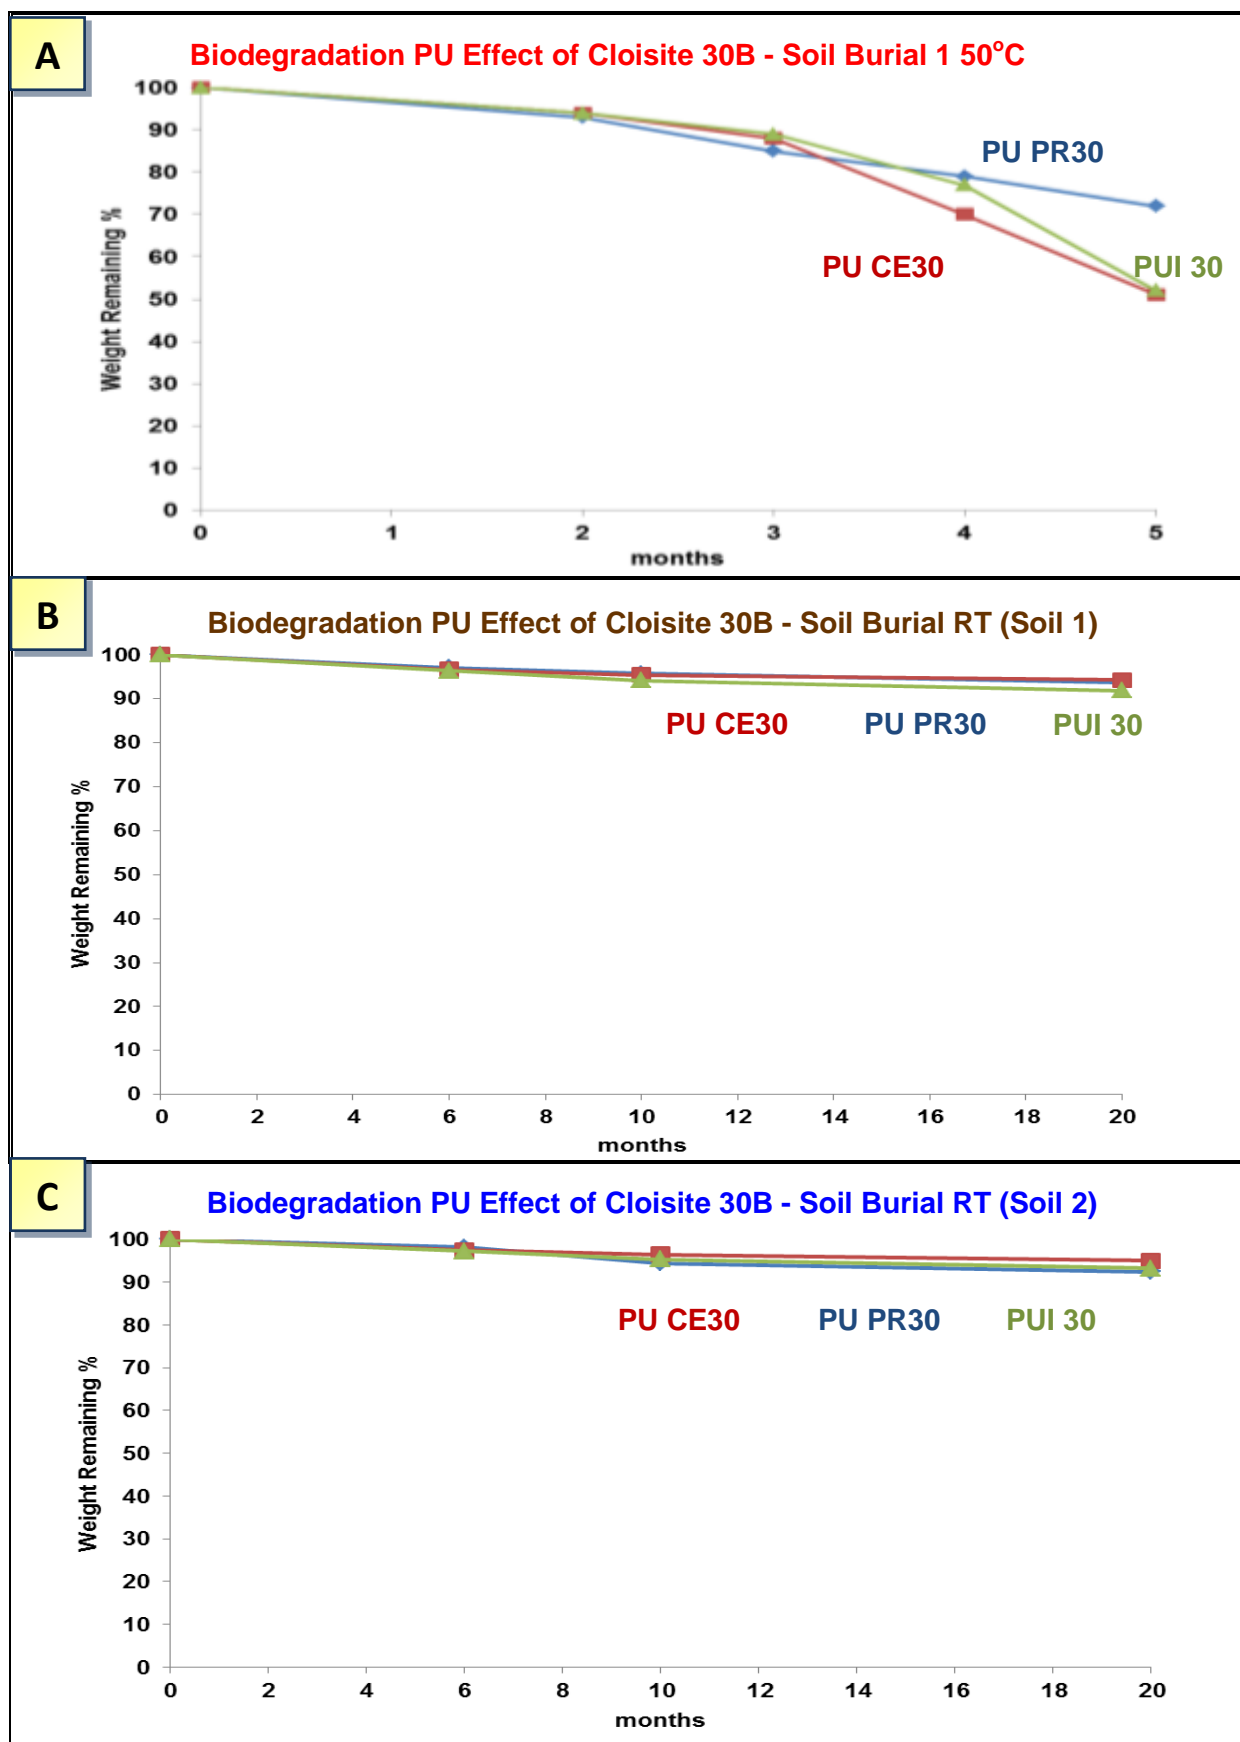 A
Biodegradation PU Effect of Cloisite 30B - Soil Burial 1 50°C
100
90
80
70
60
50
40
30
20
10
0
Weight Remaining %
PU PR30
PU CE30
PUI 30
0 1 2 3 4 5
months
B
Biodegradation PU Effect of Cloisite 30B - Soil Burial RT (Soil 1)
100
90
80
70
60
50
40
30
20
10
0
Weight Remaining %
PU CE30 PU PR30 PUI 30
0 2 4 6 8 10 12 14 16 18 20
months
C
Biodegradation PU Effect of Cloisite 30B - Soil Burial RT (Soil 2)
100
90
80
70
60
50
40
30
20
10
0
Weight Remaining %
PU CE30 PU PR30 PUI 30
0 2 4 6 8 10 12 14 16 18 20
months